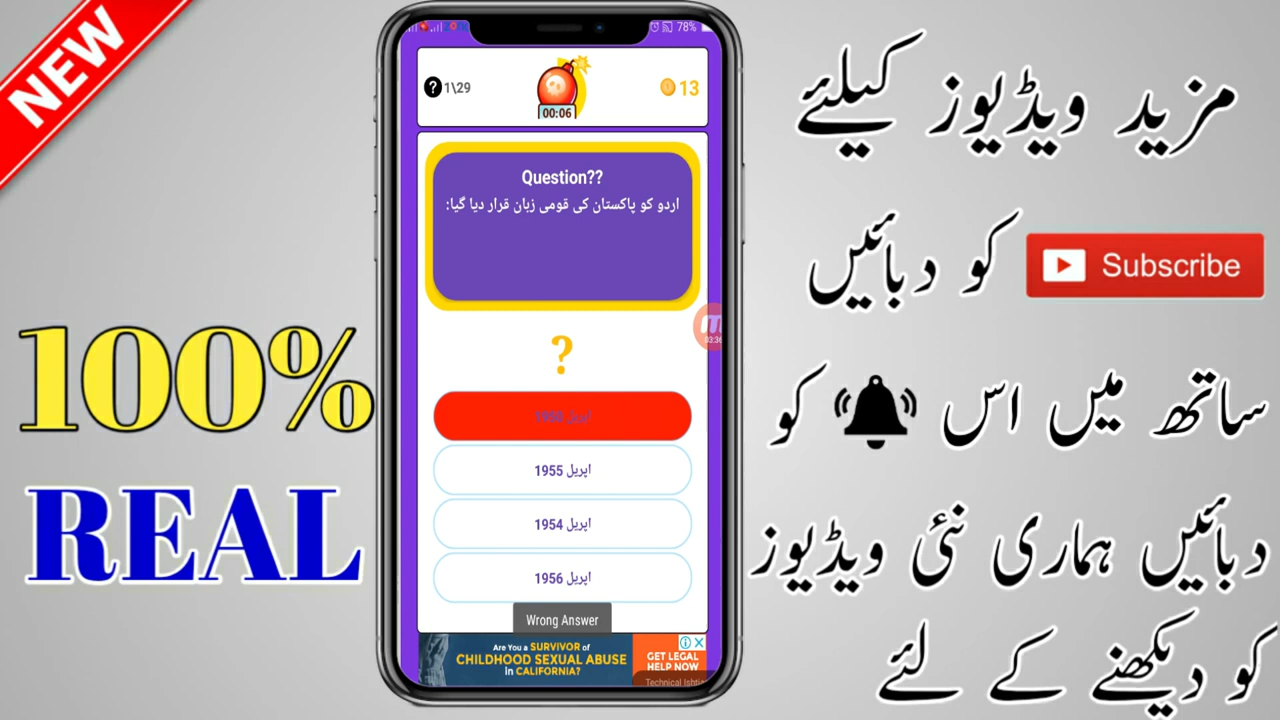 NEW
78%
1\29
00:06
13
Question??
اردو کو پاکستان کی قومی زبان قرار دیا گیا:
03:36
اپریل 1955
اپریل 1954
اپریل 1956
Wrong Answer
Are You a SURVIVOR of
CHILDHOOD SEXUAL ABUSE
in CALIFORNIA?
GET LEGAL
HELP NOW
100%
REAL
مزید ویڈیوز کیلئے
Subscribe کو دبائیں
ساتھ میں اس کو
دبائیں ہماری نئی ویڈیوز
کو دیکھنے کے لئے